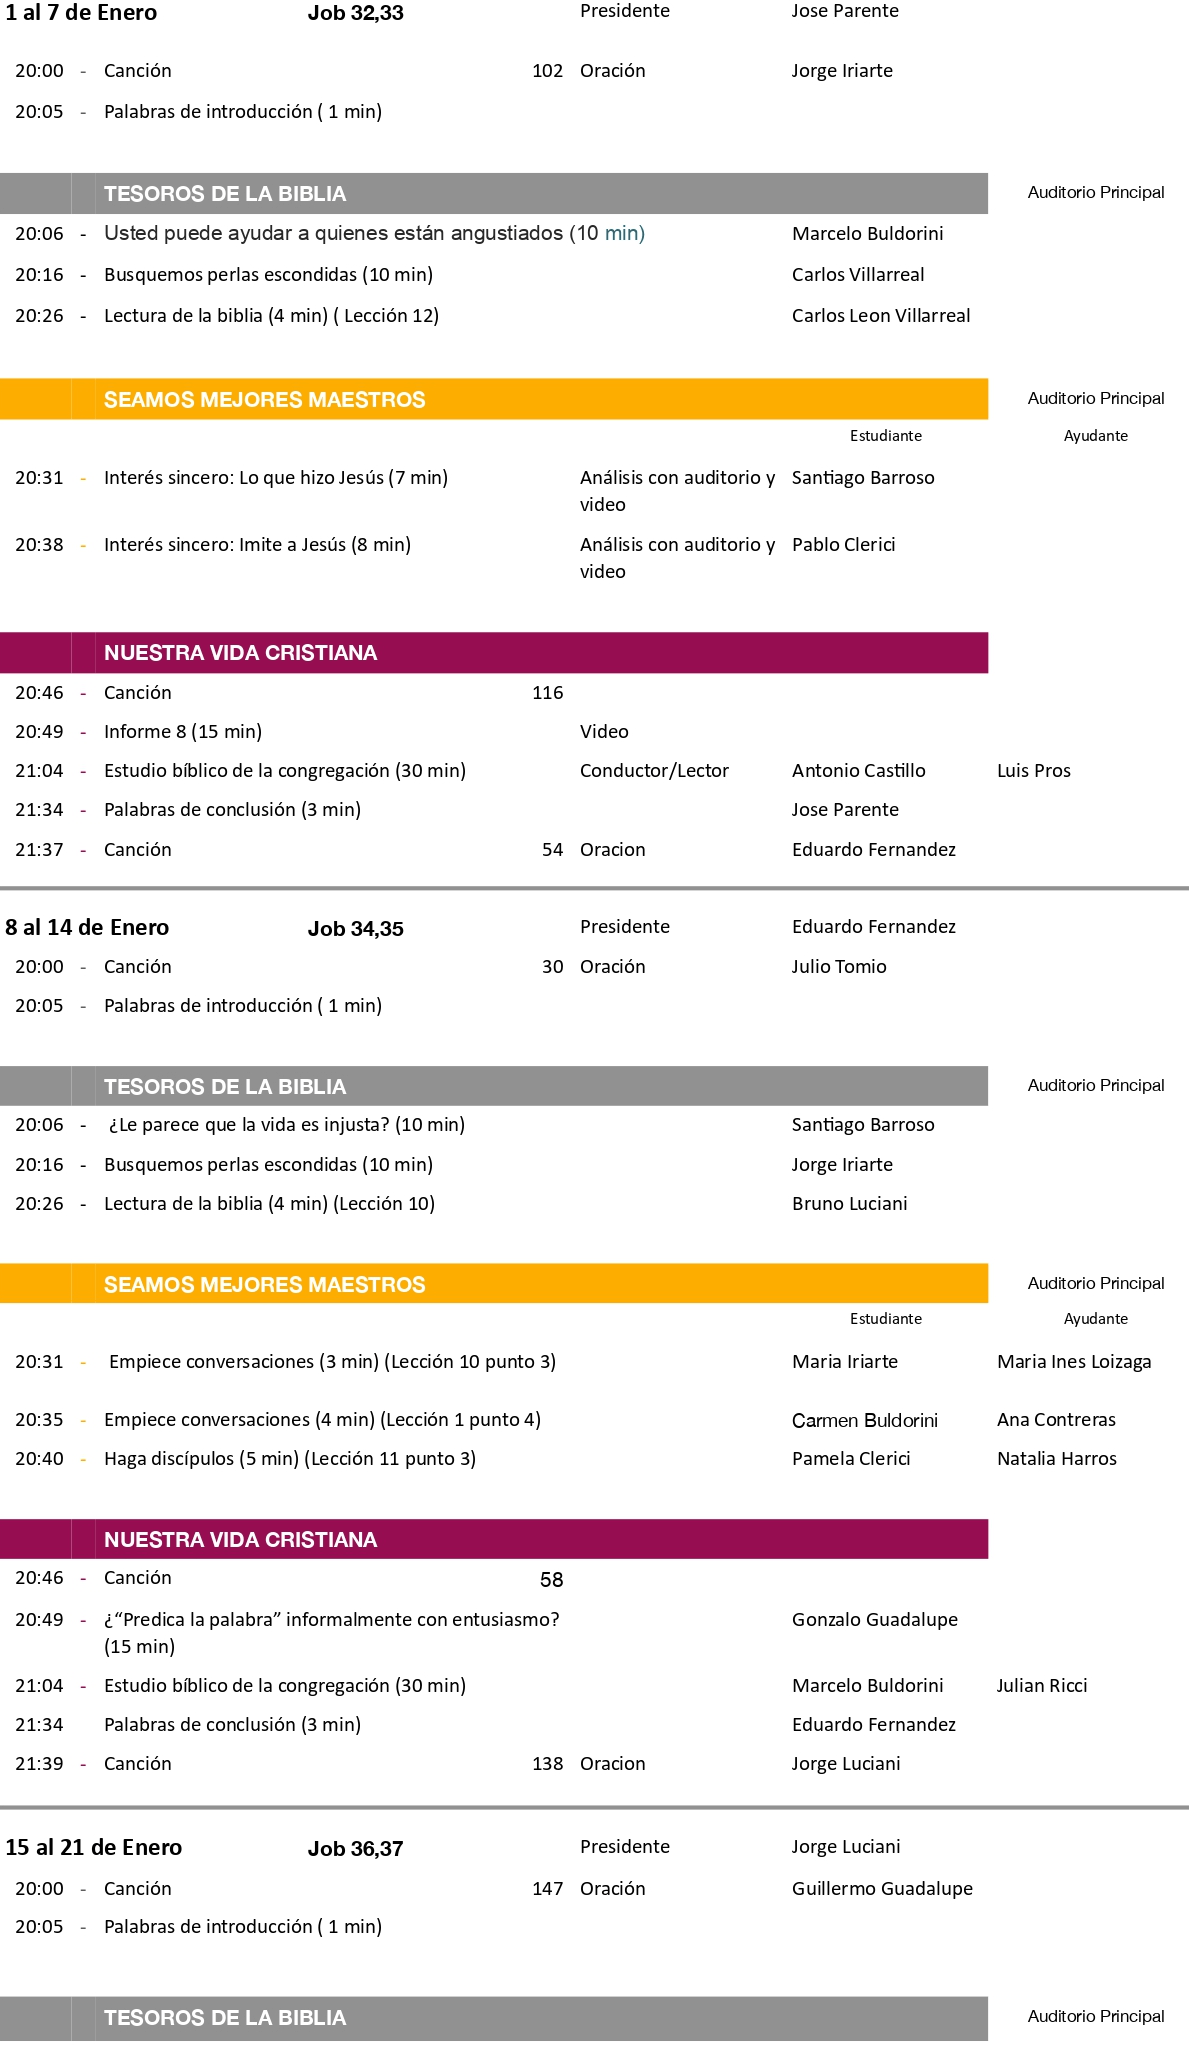 1 al 7 de Enero Job 32,33 Presidente Jose Parente
20:00 - Canción 102 Oración Jorge Iriarte
20:05 - Palabras de introducción ( 1 min)
TESOROS DE LA BIBLIA Auditorio Principal
20:06 - Usted puede ayudar a quienes están angustiados (10 min) Marcelo Buldorini
20:16 - Busquemos perlas escondidas (10 min) Carlos Villarreal
20:26 - Lectura de la biblia (4 min) ( Lección 12) Carlos Leon Villarreal
SEAMOS MEJORES MAESTROS Auditorio Principal
Estudiante Ayudante
20:31 - Interés sincero: Lo que hizo Jesús (7 min) Análisis con auditorio y Santiago Barroso
video
20:38 - Interés sincero: Imite a Jesús (8 min) Análisis con auditorio y Pablo Clerici
video
NUESTRA VIDA CRISTIANA
20:46 - Canción 116
20:49 - Informe 8 (15 min) Video
21:04 - Estudio bíblico de la congregación (30 min) Conductor/Lector Antonio Castillo Luis Pros
21:34 - Palabras de conclusión (3 min) Jose Parente
21:37 - Canción 54 Oracion Eduardo Fernandez
8 al 14 de Enero Job 34,35 Presidente Eduardo Fernandez
20:00 - Canción 30 Oración Julio Tomio
20:05 - Palabras de introducción ( 1 min)
TESOROS DE LA BIBLIA Auditorio Principal
20:06 - ¿Le parece que la vida es injusta? (10 min) Santiago Barroso
20:16 - Busquemos perlas escondidas (10 min) Jorge Iriarte
20:26 - Lectura de la biblia (4 min) (Lección 10) Bruno Luciani
SEAMOS MEJORES MAESTROS Auditorio Principal
Estudiante Ayudante
20:31 - Empiece conversaciones (3 min) (Lección 10 punto 3) Maria Iriarte Maria Ines Loizaga
20:35 - Empiece conversaciones (4 min) (Lección 1 punto 4) Carmen Buldorini Ana Contreras
20:40 - Haga discípulos (5 min) (Lección 11 punto 3) Pamela Clerici Natalia Harros
NUESTRA VIDA CRISTIANA
20:46 - Canción 58
20:49 - ¿“Predica la palabra” informalmente con entusiasmo? Gonzalo Guadalupe
(15 min)
21:04 - Estudio bíblico de la congregación (30 min) Marcelo Buldorini Julian Ricci
21:34 Palabras de conclusión (3 min) Eduardo Fernandez
21:39 - Canción 138 Oracion Jorge Luciani
15 al 21 de Enero Job 36,37 Presidente Jorge Luciani
20:00 - Canción 147 Oración Guillermo Guadalupe
20:05 - Palabras de introducción ( 1 min)
TESOROS DE LA BIBLIA Auditorio Principal